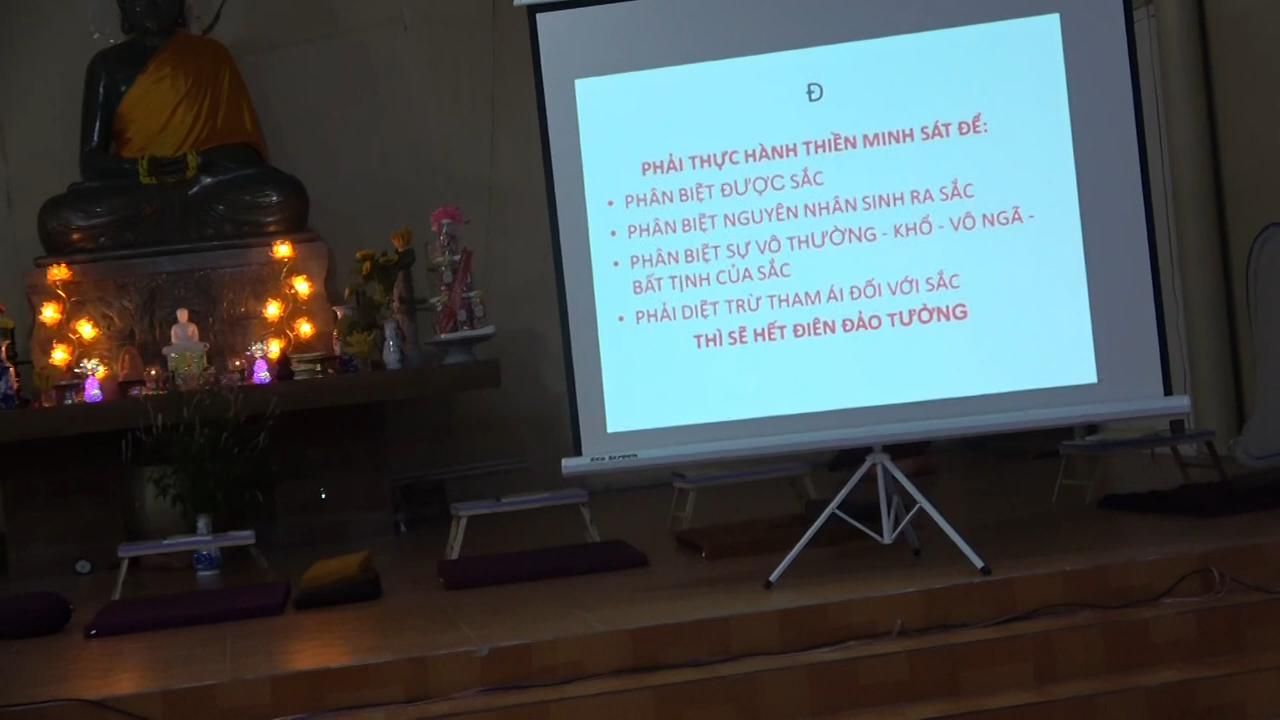 Đ
PHẢI THỰC HÀNH THIỀN MINH SÁT ĐỂ:
• PHÂN BIỆT ĐƯỢC SẮC
• PHÂN BIỆT NGUYÊN NHÂN SINH RA SẮC
• PHÂN BIỆT SỰ VÔ THƯỜNG - KHỔ - VÔ NGÃ -
BẤT TỊNH CỦA SẮC
• PHẢI DIỆT TRỪ THAM ÁI ĐỐI VỚI SẮC
THÌ SẼ HẾT ĐIÊN ĐẢO TƯỞNG
Eco Screen